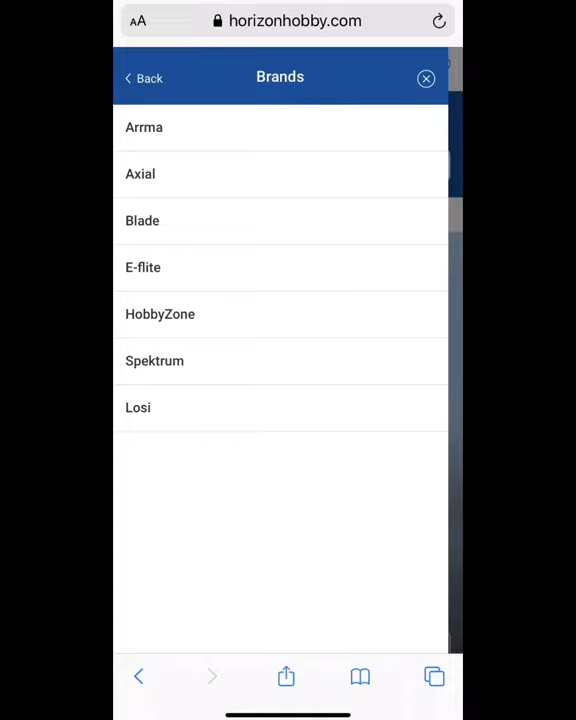 AA horizonhobby.com
Back Brands
Arrma
Axial
Blade
E-flite
HobbyZone
Spektrum
Losi